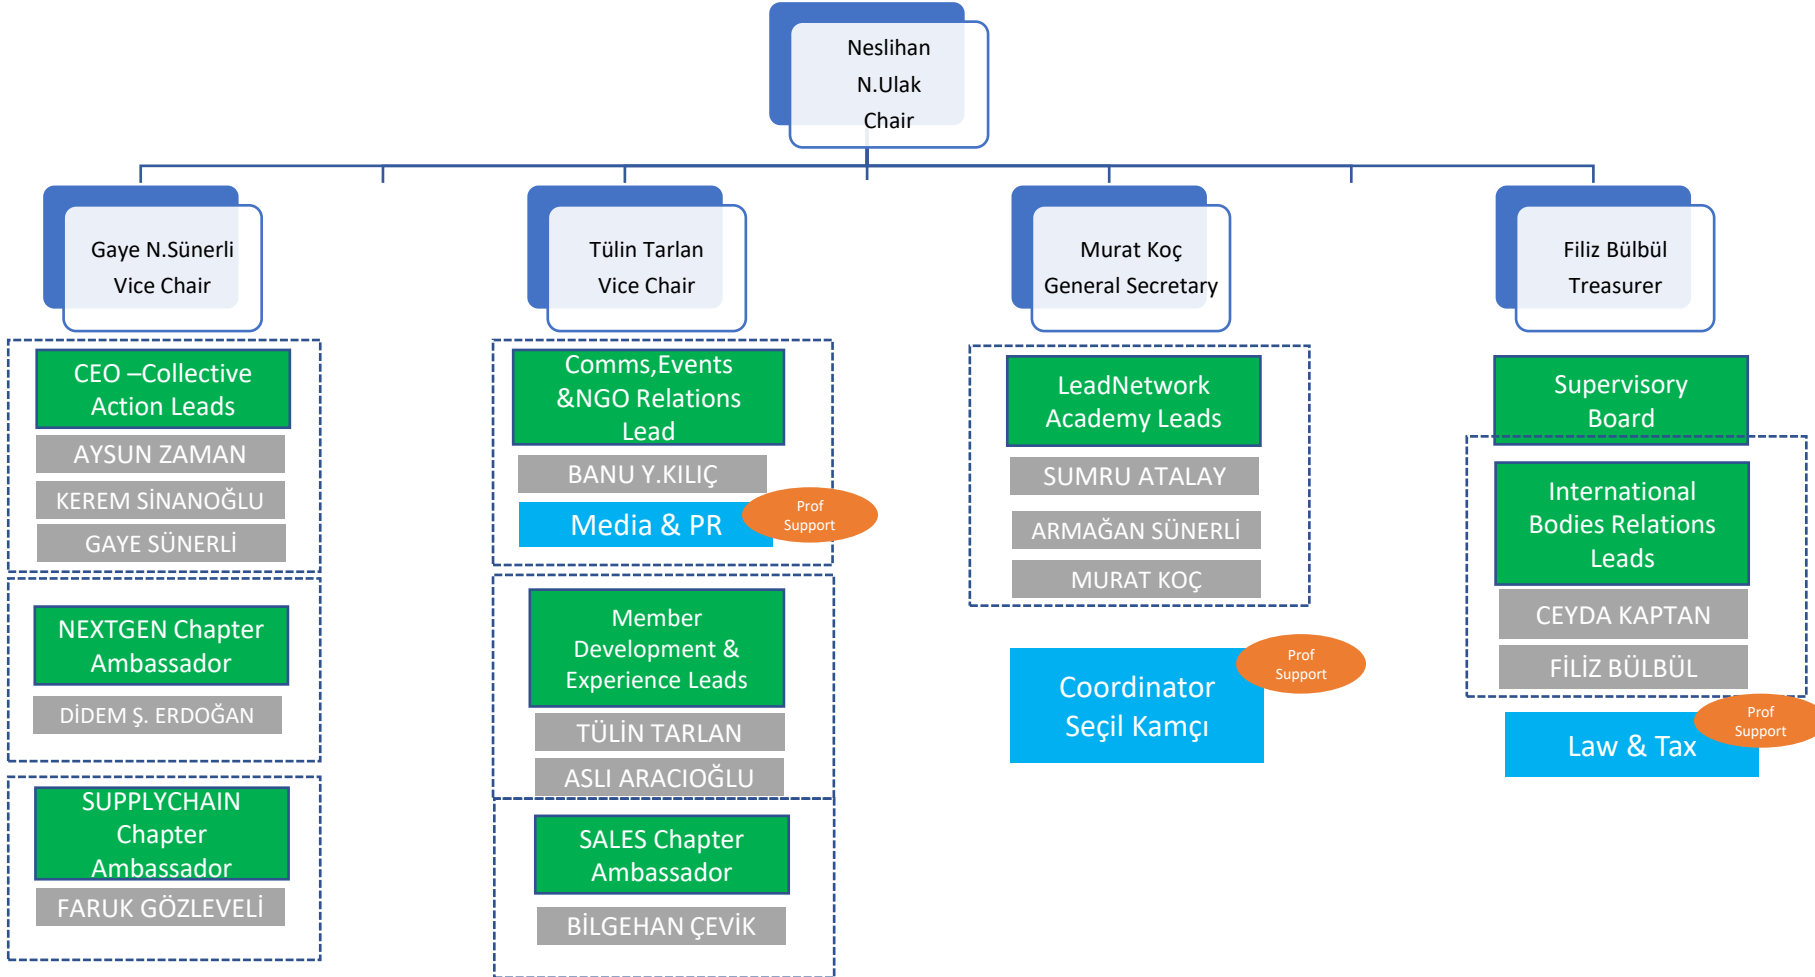 Neslihan
N.Ulak
Chair
Gaye N.Sünerli
Vice Chair
Tülin Tarlan
Vice Chair
Murat Koç
General Secretary
Filiz Bülbül
Treasurer
CEO –Collective
Action Leads
AYSUN ZAMAN
KEREM SİNANOĞLU
GAYE SÜNERLİ
NEXTGEN Chapter
Ambassador
DİDEM Ş. ERDOĞAN
SUPPLYCHAIN
Chapter
Ambassador
FARUK GÖZLEVELİ
Comms,Events
&NGO Relations
Lead
BANU Y.KILIÇ
Media & PR
Prof
Support
Member
Development &
Experience Leads
TÜLİN TARLAN
ASLI ARACIOĞLU
SALES Chapter
Ambassador
BİLGEHAN ÇEVİK
LeadNetwork
Academy Leads
SUMRU ATALAY
ARMAĞAN SÜNERLİ
MURAT KOÇ
Coordinator
Seçil Kamçı
Prof
Support
Supervisory
Board
International
Bodies Relations
Leads
CEYDA KAPTAN
FİLİZ BÜLBÜL
Law & Tax
Prof
Support